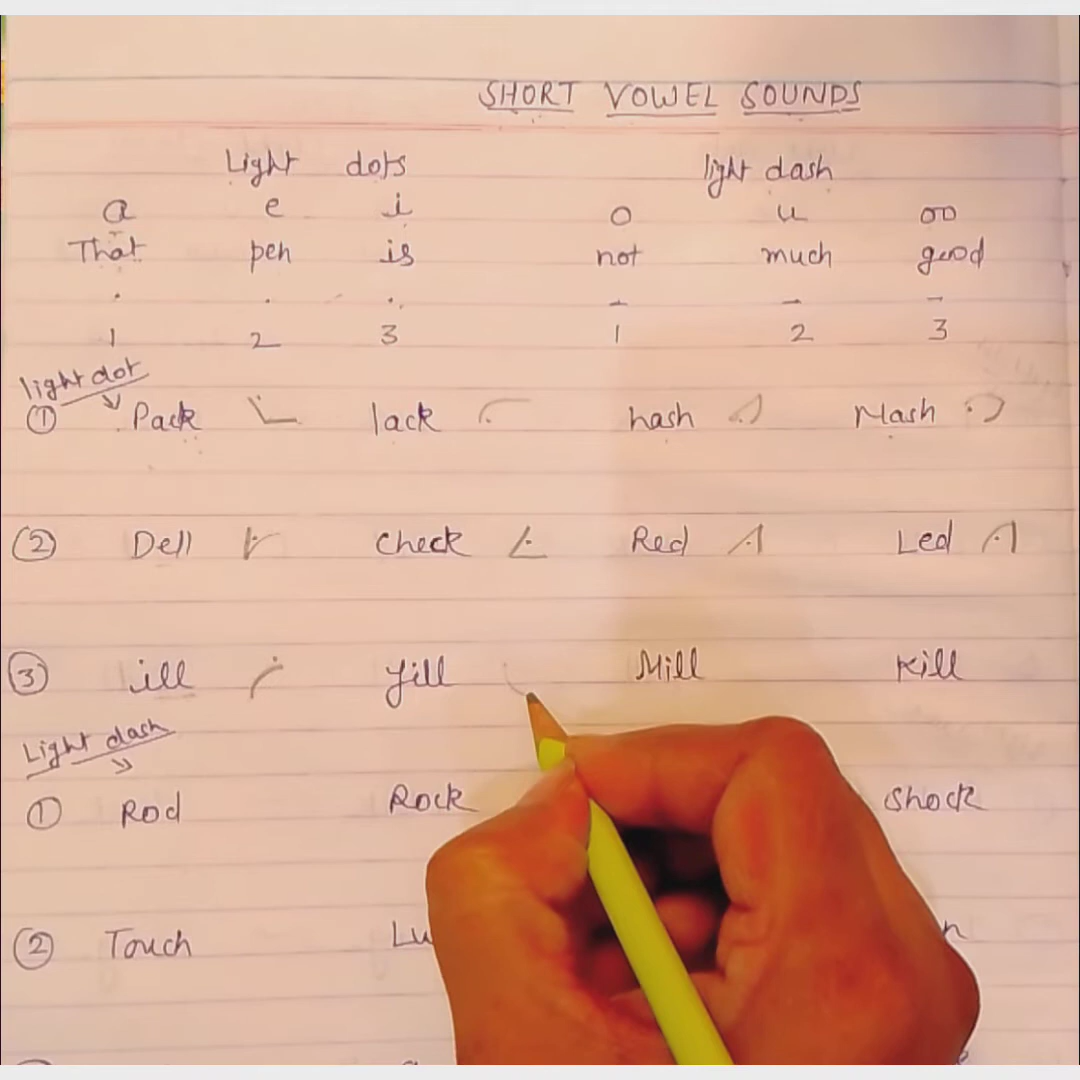 SHORT VOWEL SOUNDS
Light dots light dash
a e i o u oo
That pen is not much good
1 2 3 1 2 3
light dot
① Pack lack hash Mash
② Dell Check Red Led
③ ill fill Mill Kill
Light dash
① Rod Rock Shock
② Touch Lu n